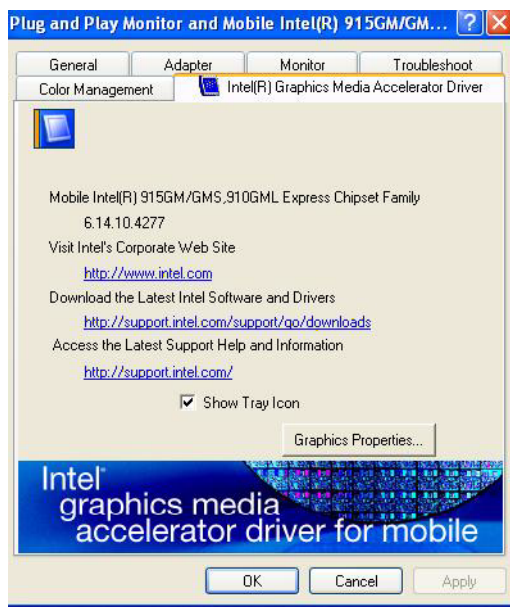 Plug and Play Monitor and Mobile Intel(R) 915GM/GM...
General Adapter Monitor Troubleshoot
Color Management Intel(R) Graphics Media Accelerator Driver
Mobile Intel(R) 915GM/GMS,910GML Express Chipset Family
6.14.10.4277
Visit Intel's Corporate Web Site
http://www.intel.com
Download the Latest Intel Software and Drivers
http://support.intel.com/support/go/downloads
Access the Latest Support Help and Information
http://support.intel.com/
Show Tray Icon
Graphics Properties...
Intel®
graphics media
accelerator driver for mobile
OK Cancel Apply